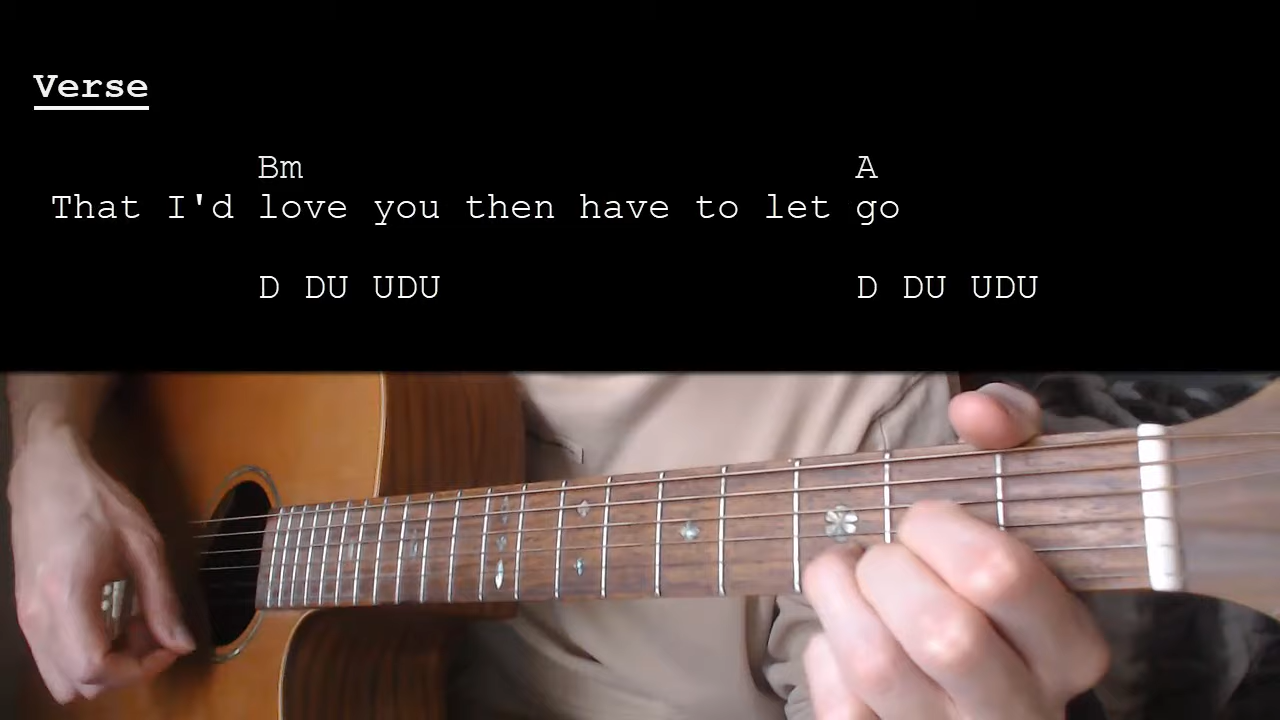 Verse
Bm A
That I'd love you then have to let go
D DU UDU D DU UDU